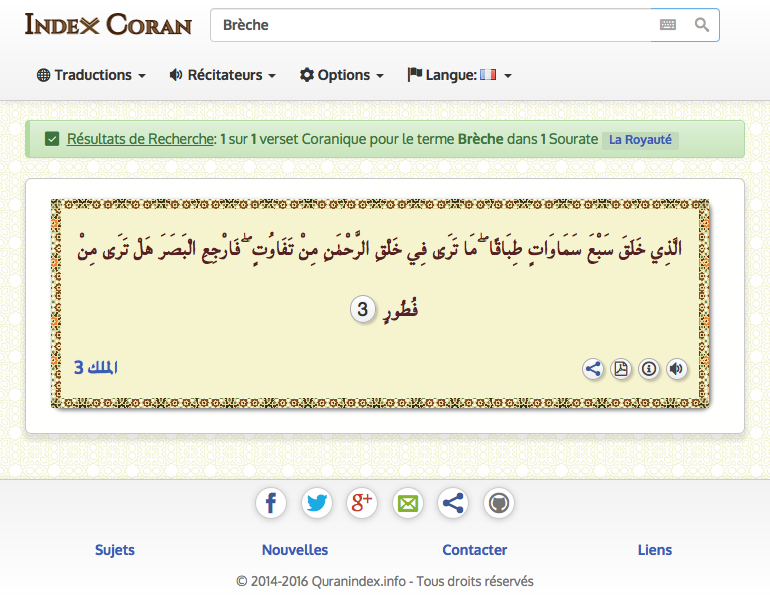 INDEX CORAN
Brèche
Traductions Récitateurs Options Langue:
Résultats de Recherche: 1 sur 1 verset Coranique pour le terme Brèche dans 1 Sourate La Royauté
الَّذِي خَلَقَ سَبْعَ سَمَاوَاتٍ طِبَاقًا ۖ مَا تَرَى فِي خَلْقِ الرَّحْمَٰنِ مِنْ تَفَاوُتٍ ۖ فَارْجِعِ الْبَصَرَ هَلْ تَرَى مِنْ
فُطُورٍ 3
الملك 3
f g+
Sujets Nouvelles Contacter Liens
© 2014-2016 Quranindex.info - Tous droits réservés